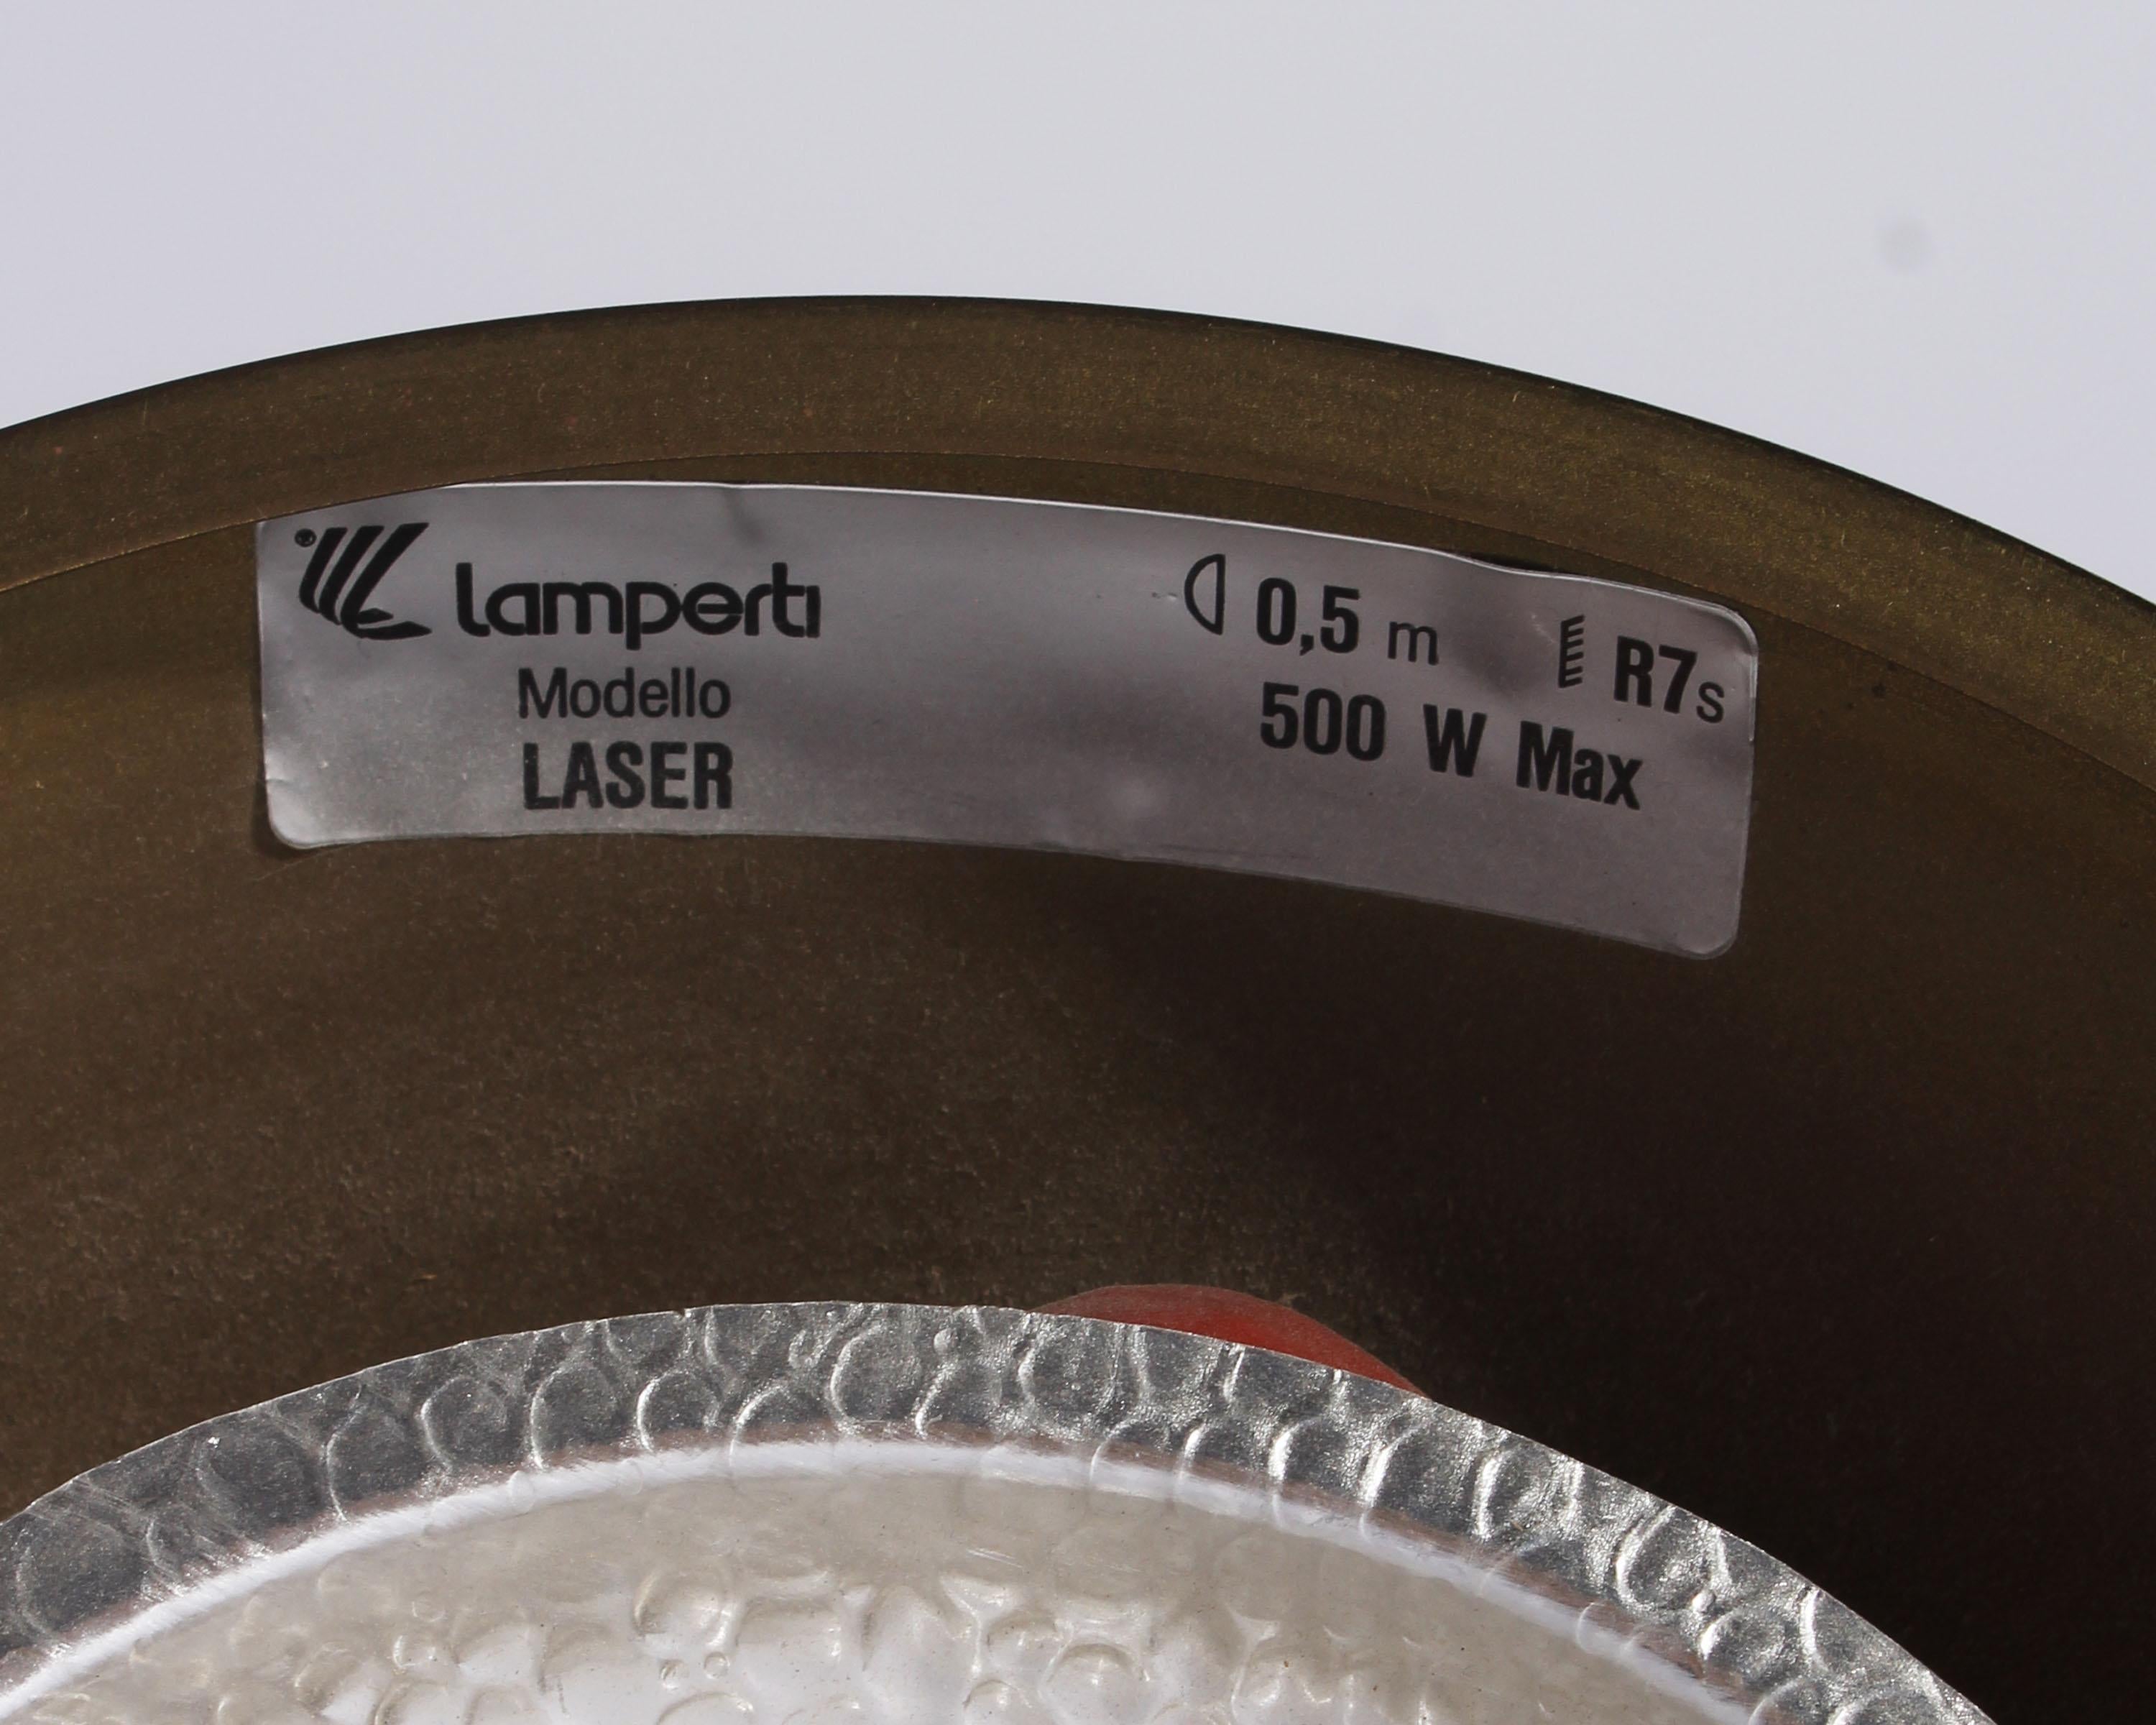 lamperti
Modello
LASER
0,5 m
R7s
500 W Max